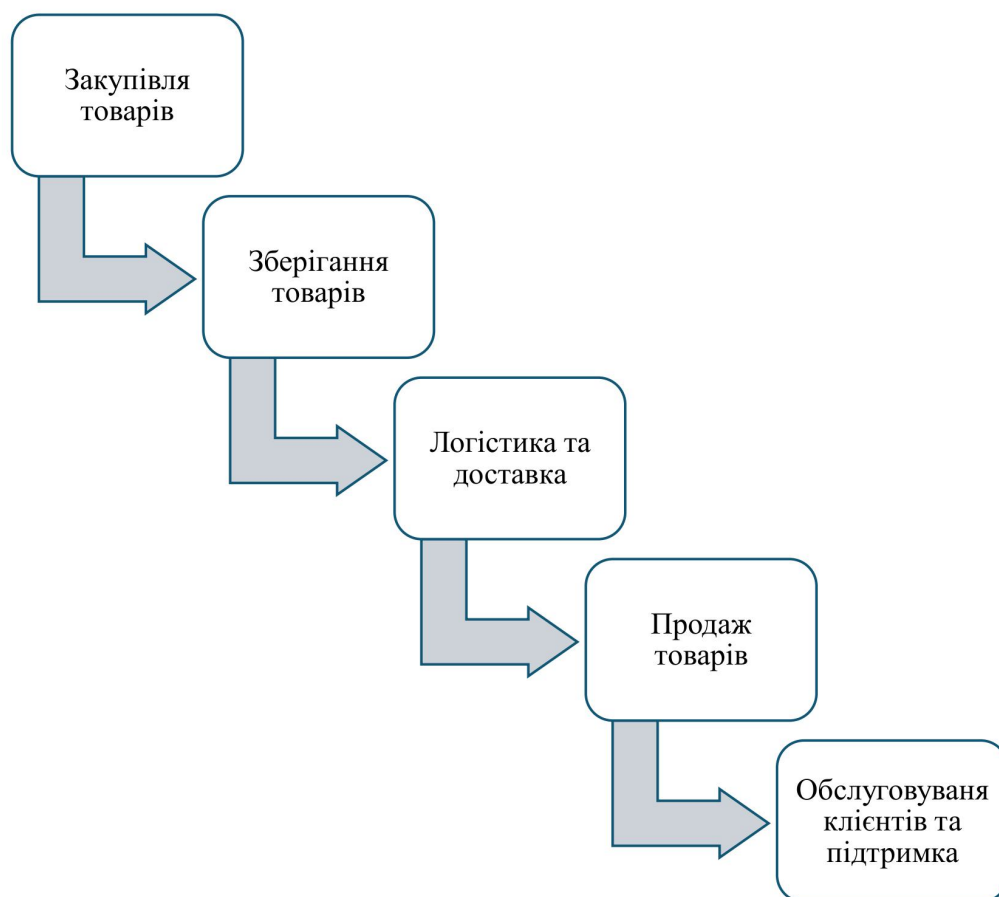 Закупівля
товарів
Зберігання
товарів
Логістика та
доставка
Продаж
товарів
Обслуговуваня
клієнтів та
підтримка